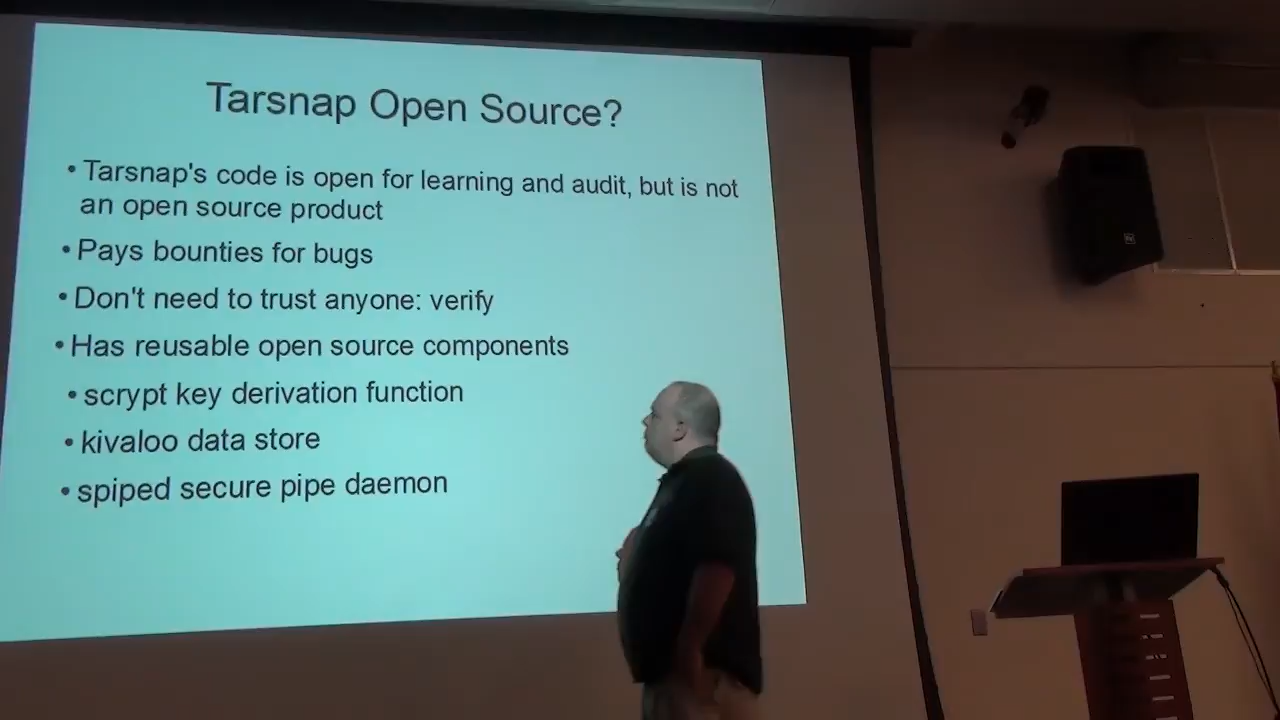 Tarsnap Open Source?
• Tarsnap's code is open for learning and audit, but is not
an open source product
• Pays bounties for bugs
• Don't need to trust anyone: verify
• Has reusable open source components
• scrypt key derivation function
• kivaloo data store
• spiped secure pipe daemon